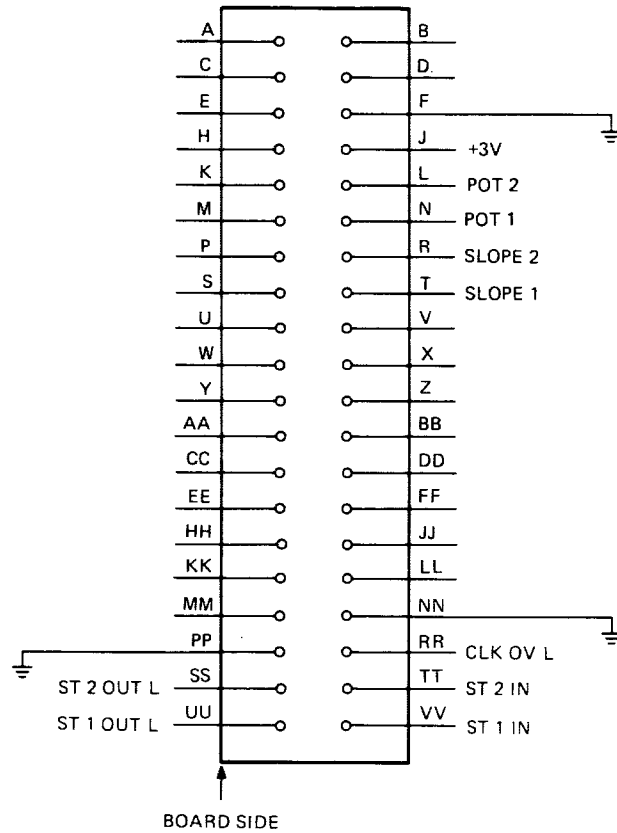 A B
C D
E F
H J +3V
K L POT 2
M N POT 1
P R SLOPE 2
S T SLOPE 1
U V
W X
Y Z
AA BB
CC DD
EE FF
HH JJ
KK LL
MM NN
PP RR CLK OV L
ST 2 OUT L SS TT ST 2 IN
ST 1 OUT L UU VV ST 1 IN
BOARD SIDE